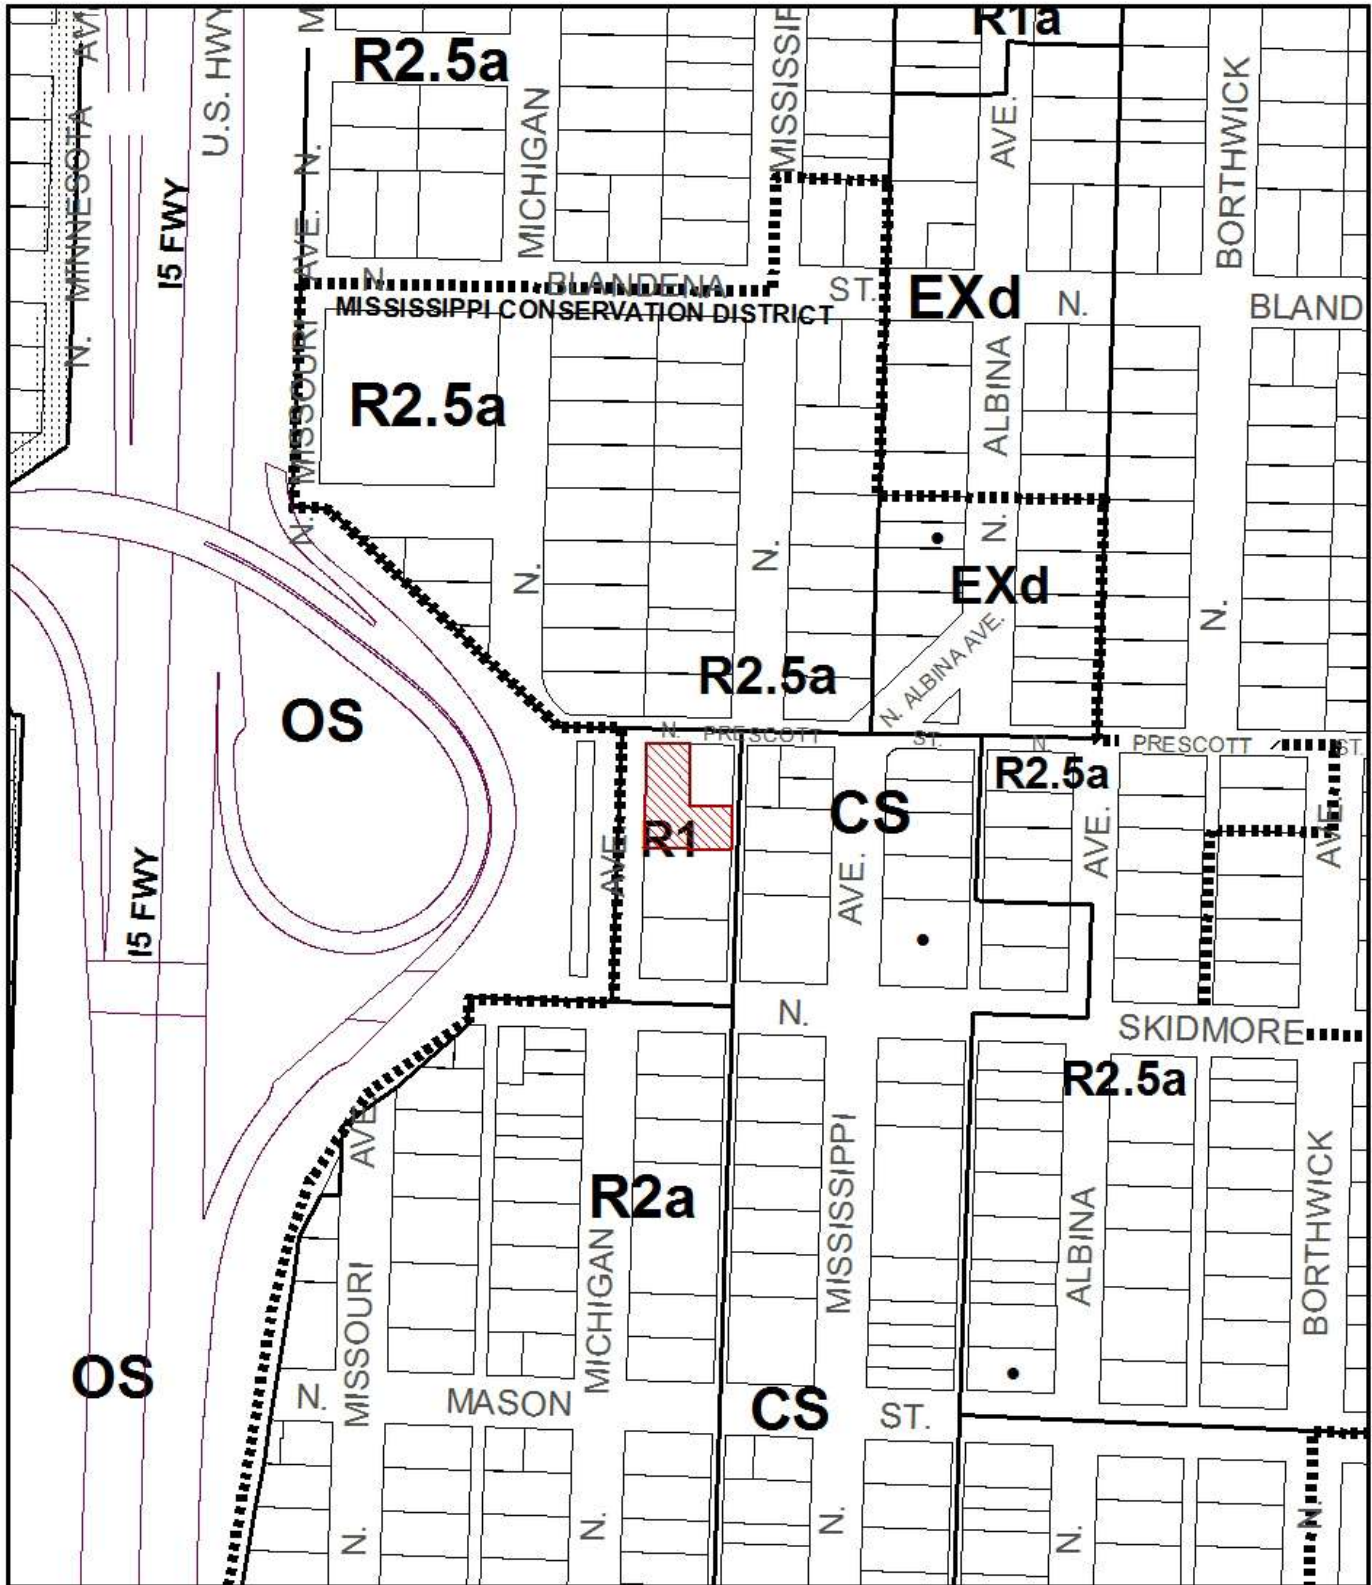 R1a
R2.5a
N. MINNESOTA AVE
U.S. HWY
I5 FWY
N. MISSOURI AVE. N. M
MICHIGAN
MISSISSIP
AVE.
BORTHWICK
N. BLANDENA ST.
MISSISSIPPI CONSERVATION DISTRICT
EXd
N. BLAND
R2.5a
ALBINA
N.
N.
N.
N.
EXd
N. ALBINA AVE.
R2.5a
OS
N. PRESCOTT ST. N. PRESCOTT ST.
R2.5a
CS
R1
AVE.
AVE.
AVE.
AVE.
I5 FWY
N. SKIDMORE
R2.5a
AVE
R2a
MISSOURI
MICHIGAN
MISSISSIPPI
ALBINA
BORTHWICK
OS
N. MASON ST.
CS
N.
N.
N.
N.
N.